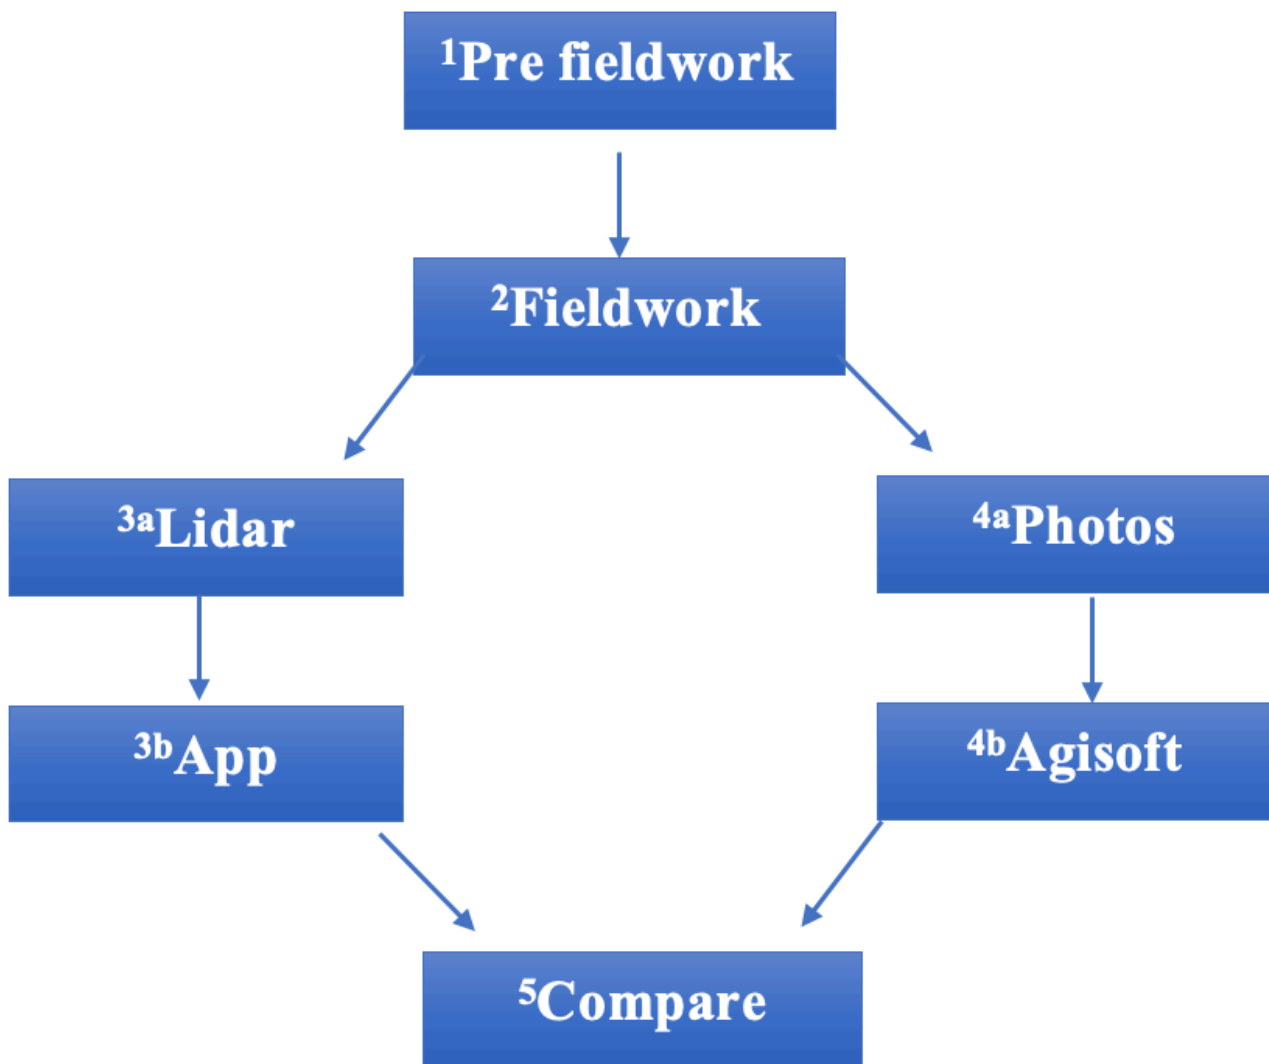 ¹Pre fieldwork
²Fieldwork
³ᵃLidar
⁴ᵃPhotos
³ᵇApp
⁴ᵇAgisoft
⁵Compare